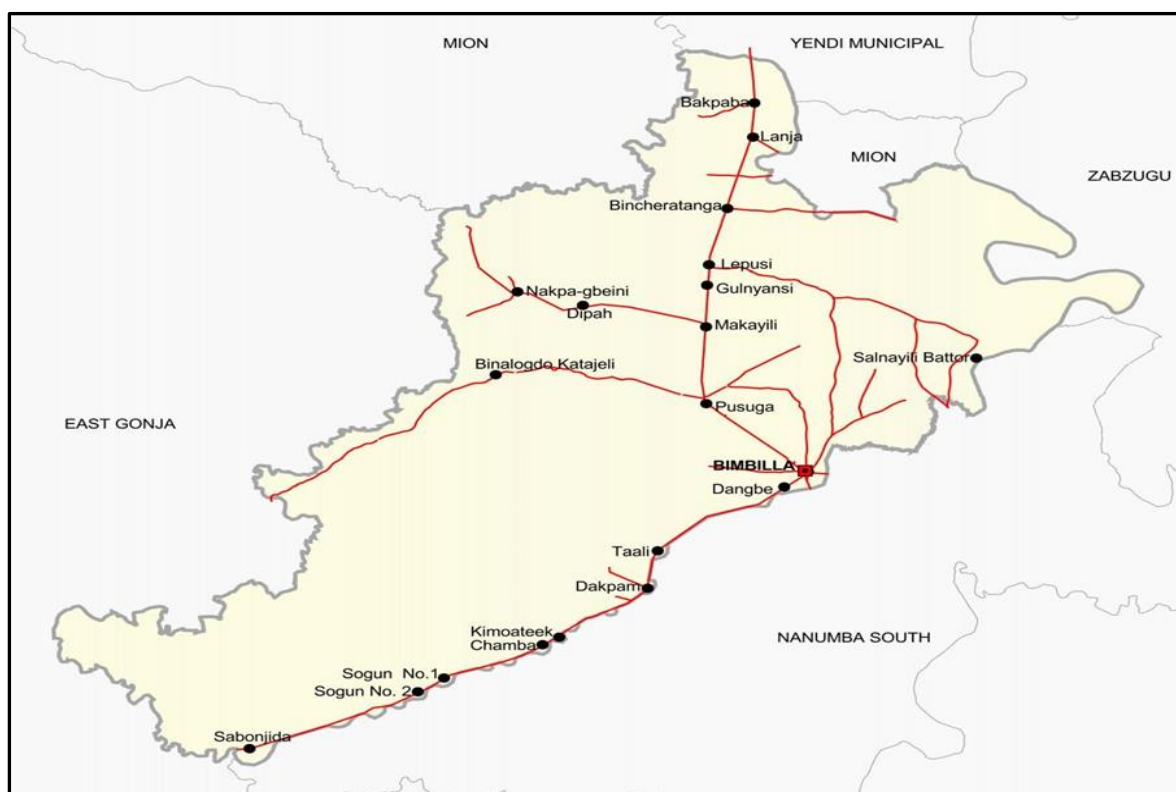 MION
YENDI MUNICIPAL
Bakpaba
Lanja
MION
ZABZUGU
Bincheratanga
Lepusi
Gulnyansi
Nakpa-gbeini
Dipah
Makayili
Salnayili Battor
Binalogdo Katajeli
Pusuga
EAST GONJA
BIMBILLA
Dangbe
Taali
Dakpam
Kimoateek
Chamba
NANUMBA SOUTH
Sogun No.1
Sogun No. 2
Sabonjida